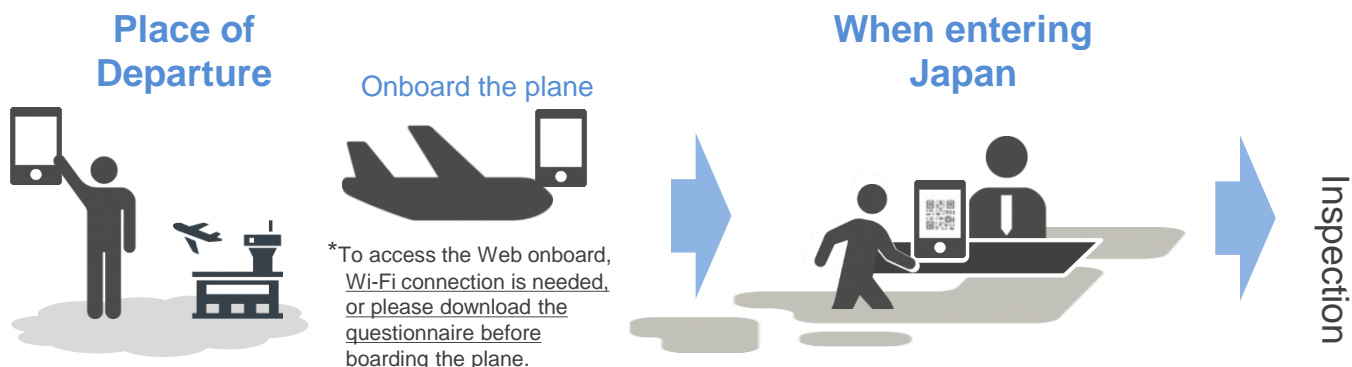 Place of
Departure
Onboard the plane
*To access the Web onboard,
Wi-Fi connection is needed,
or please download the
questionnaire before
boarding the plane.
When entering
Japan
Inspection